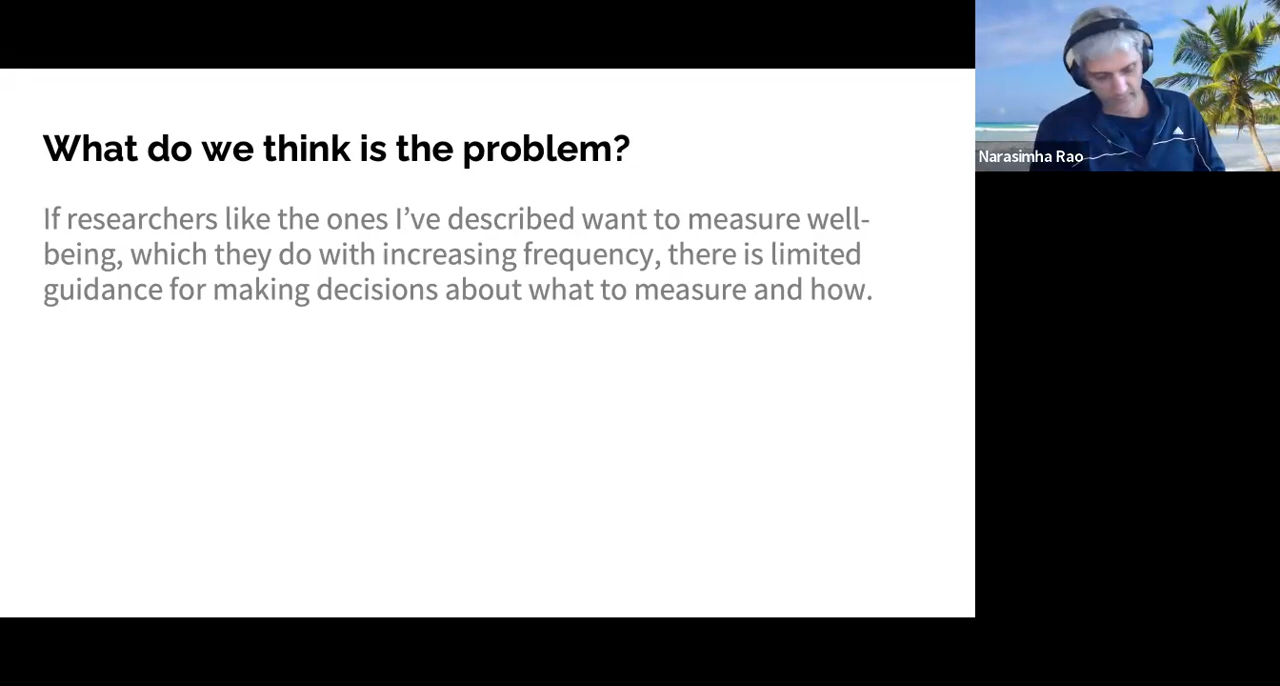 What do we think is the problem?
If researchers like the ones I’ve described want to measure well-
being, which they do with increasing frequency, there is limited
guidance for making decisions about what to measure and how.
Narasimha Rao